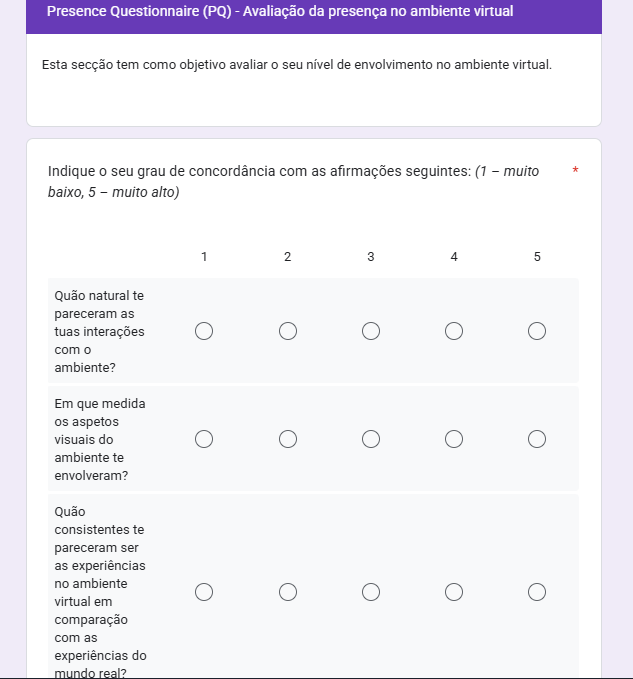 Presence Questionnaire (PQ) - Avaliação da presença no ambiente virtual
Esta secção tem como objetivo avaliar o seu nível de envolvimento no ambiente virtual.
Indique o seu grau de concordância com as afirmações seguintes: (1 – muito *
baixo, 5 – muito alto)
1 2 3 4 5
Quão natural te
pareceram as
tuas interações
com o
ambiente?
Em que medida
os aspetos
visuais do
ambiente te
envolveram?
Quão
consistentes te
pareceram ser
as experiências
no ambiente
virtual em
comparação
com as
experiências do
mundo real?